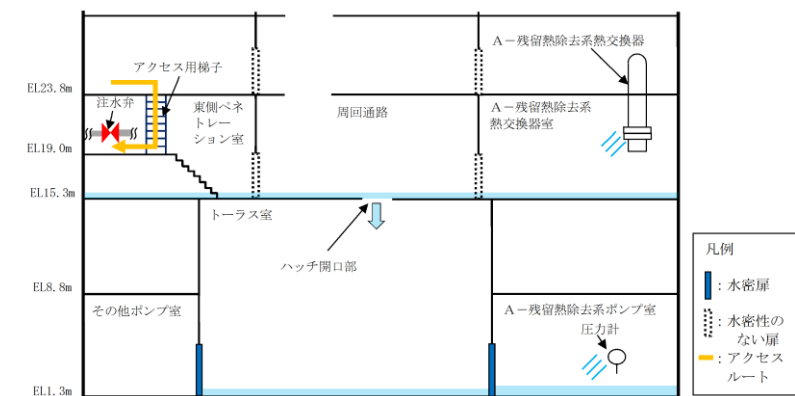 A－残留熱除去系熱交換器
アクセス用梯子
EL23.8m
注水弁
東側ペネ
トレー
ション室
周回通路
A－残留熱除去系
熱交換器室
EL19.0m
EL15.3m
トーラス室
ハッチ開口部
EL8.8m
その他ポンプ室
A－残留熱除去系ポンプ室
圧力計
EL1.3m
凡例
：水密扉
：水密性の
ない扉
：アクセス
ルート